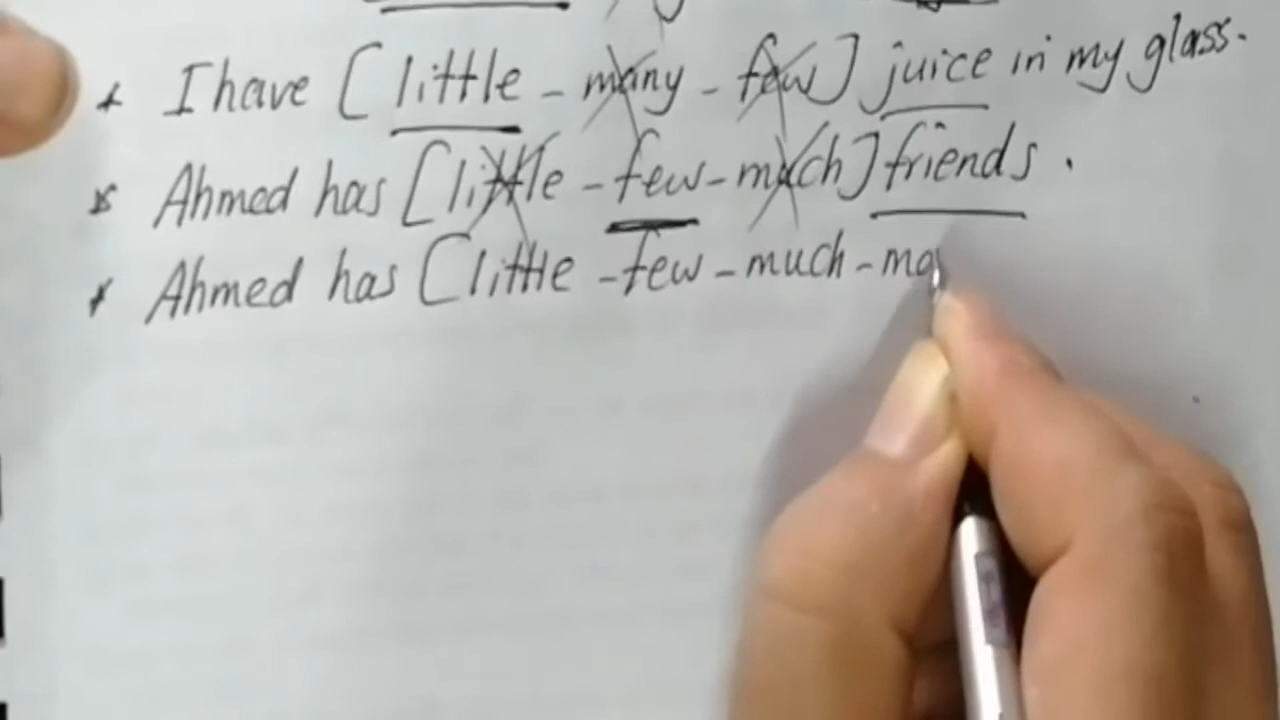 * I have [ little - many - few ] juice in my glass.
* Ahmed has [ little - few - much ] friends.
* Ahmed has [ little - few - much - ma